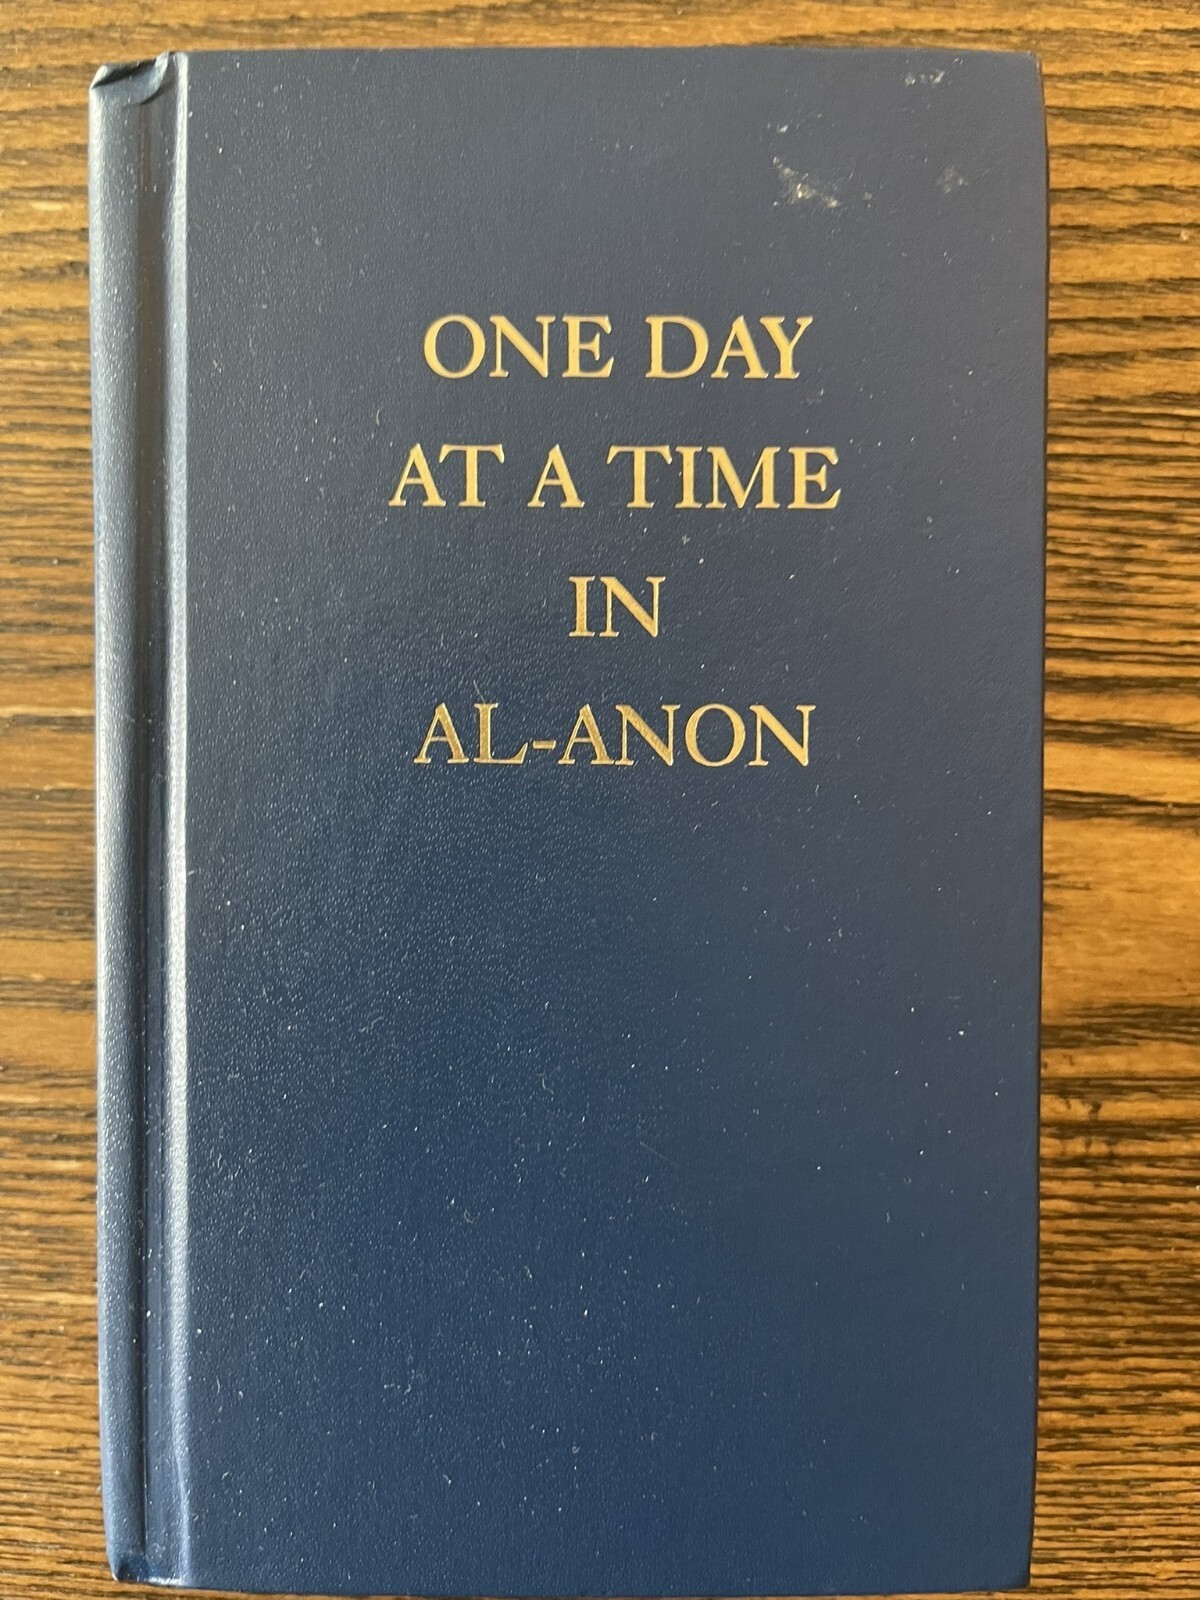 ONE DAY
AT A TIME
IN
AL-ANON